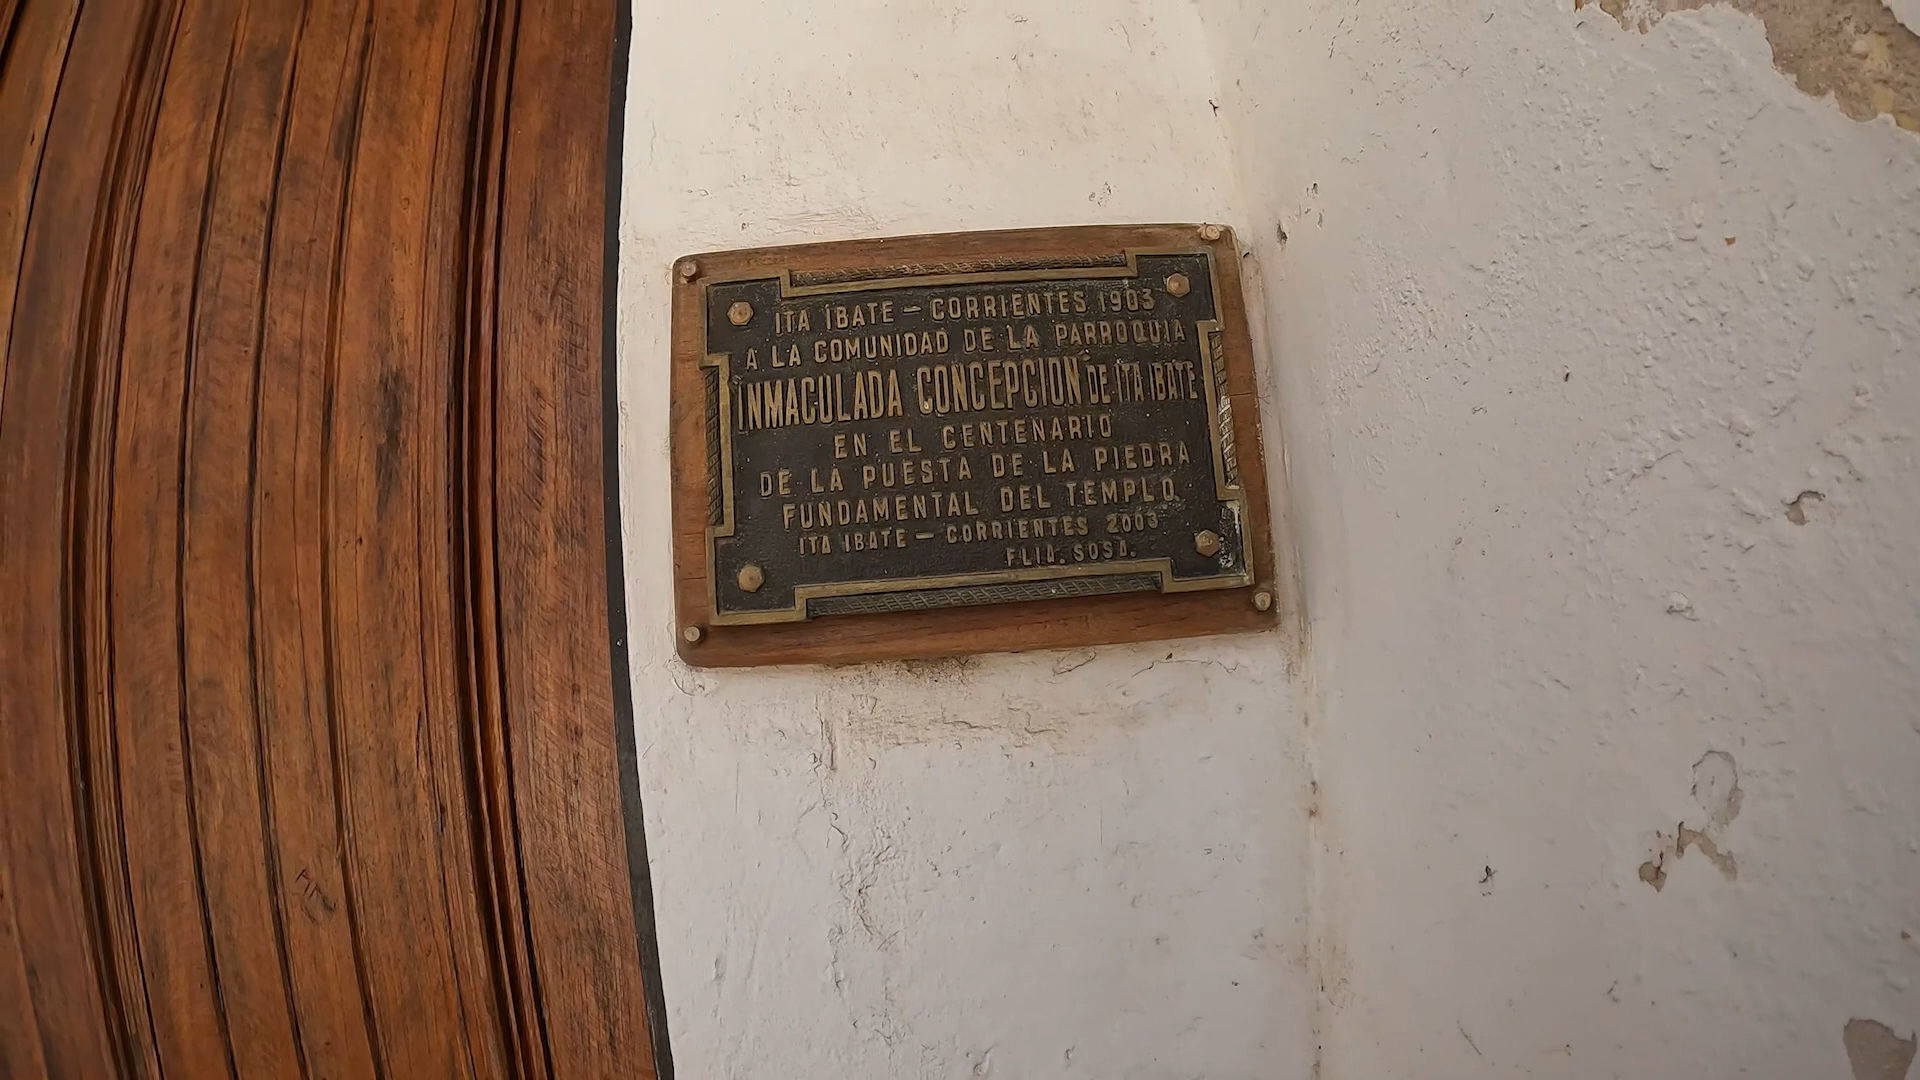 ITA IBATE - CORRIENTES 1903
A LA COMUNIDAD DE LA PARROQUIA
"INMACULADA CONCEPCION" DE ITA IBATE
EN EL CENTENARIO
DE LA PUESTA DE LA PIEDRA
FUNDAMENTAL DEL TEMPLO
ITA IBATE - CORRIENTES 2003
FLIA. SOSA.